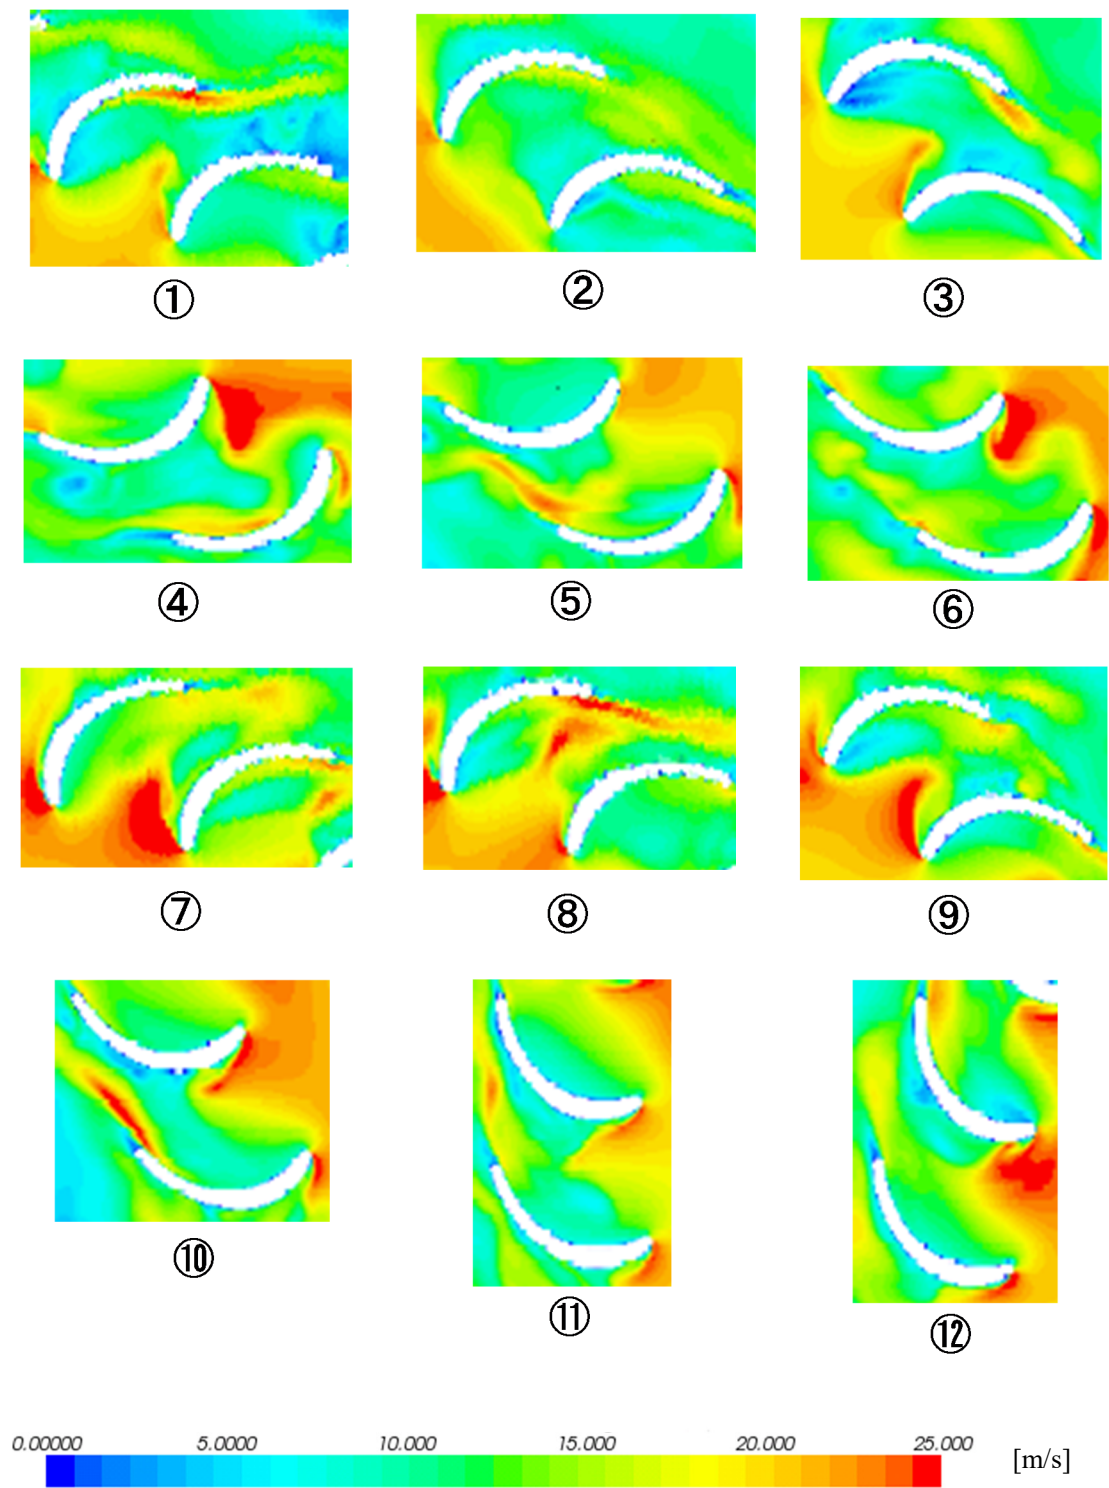 ① ② ③
④ ⑤ ⑥
⑦ ⑧ ⑨
⑩ ⑪ ⑫
0.00000 5.0000 10.000 15.000 20.000 25.000
[m/s]